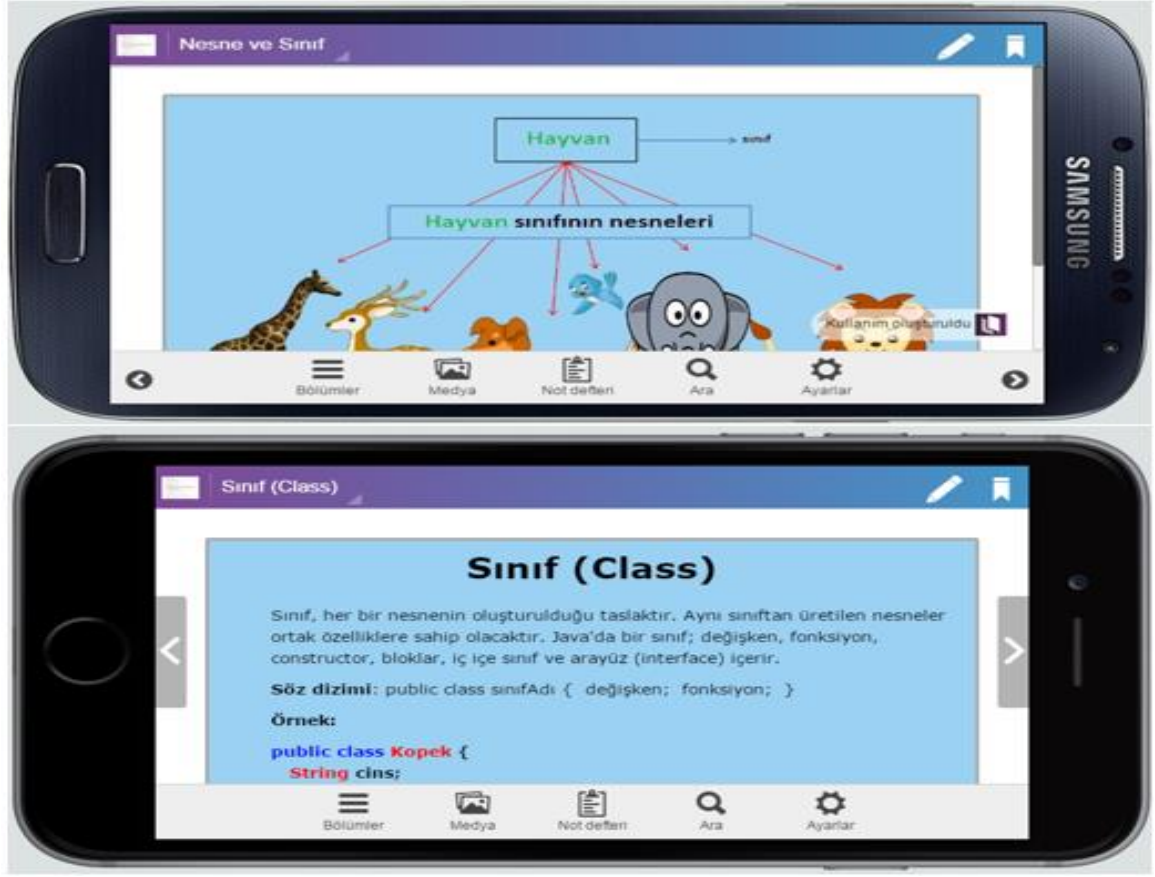 Nesne ve Sınıf
Hayvan
sınıf
Hayvan sınıfının nesneleri
Kullanım oluşturuldu
Bölümler
Medya
Not defteri
Ara
Ayarlar
SAMSUNG
Sınıf (Class)
Sınıf (Class)
Sınıf, her bir nesnenin oluşturulduğu taslaktır. Aynı sınıftan üretilen nesneler
ortak özelliklere sahip olacaktır. Java'da bir sınıf; değişken, fonksiyon,
constructor, bloklar, iç içe sınıf ve arayüz (interface) içerir.
Söz dizimi: public class sınıfAdı { değişken; fonksiyon; }
Örnek:
public class Kopek {
String cins;
Bölümler
Medya
Not defteri
Ara
Ayarlar